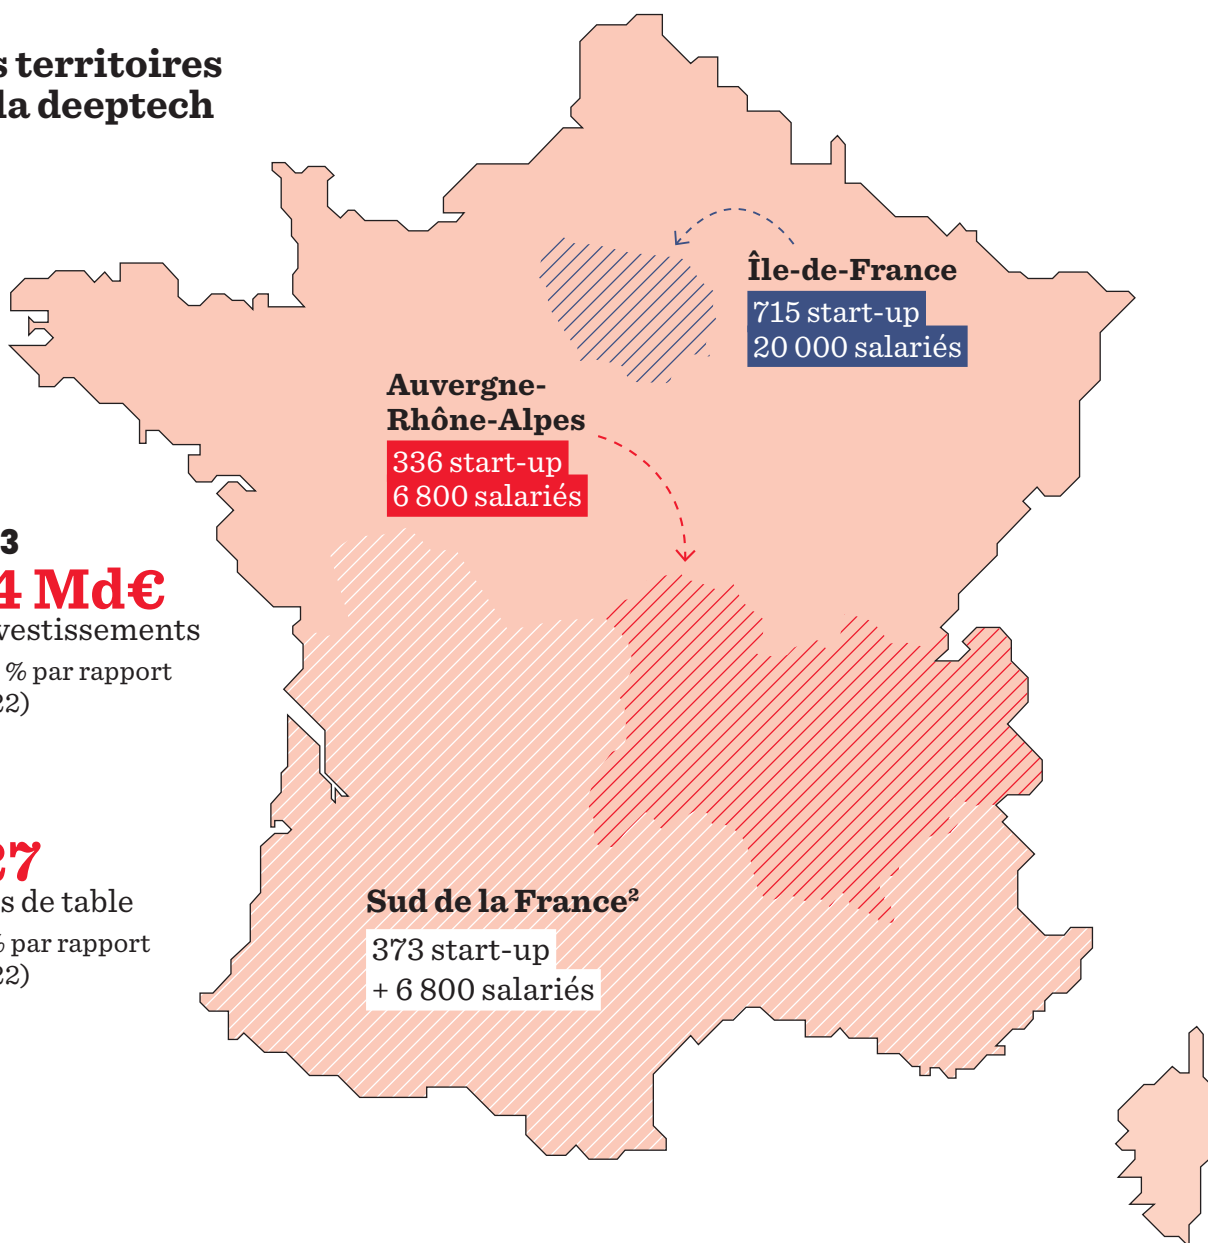 s territoires
la deeptech
Île-de-France
715 start-up
20 000 salariés
Auvergne-
Rhône-Alpes
336 start-up
6 800 salariés
3
4 Md€
vestissements
% par rapport
22)
27
s de table
% par rapport
22)
Sud de la France²
373 start-up
+ 6 800 salariés